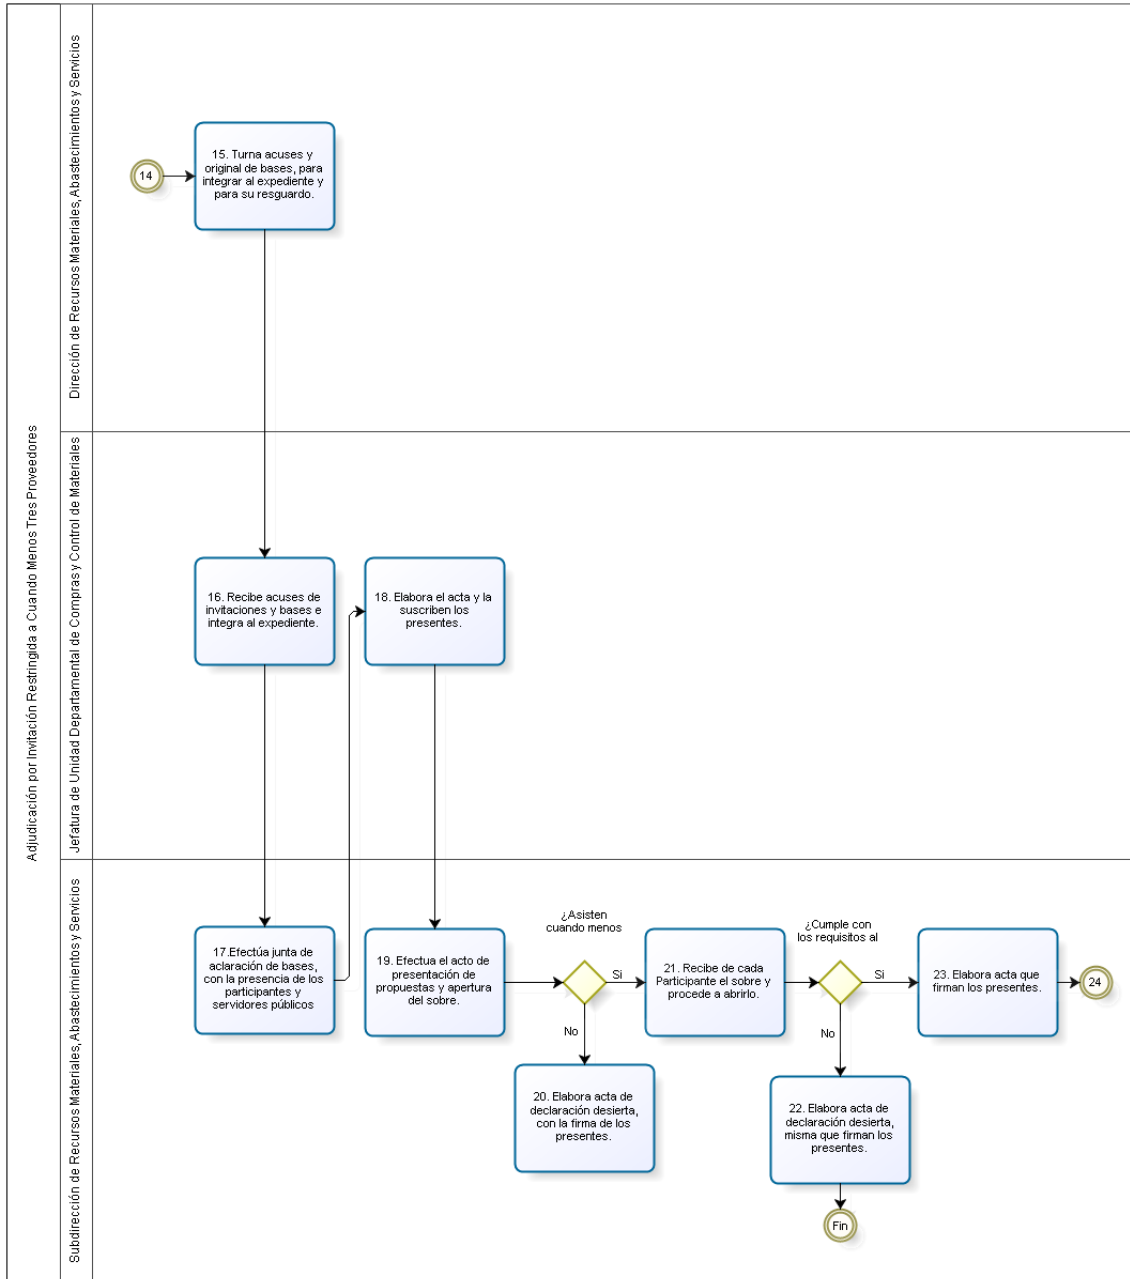 Adjudicación por Invitación Restringida a Cuando Menos Tres Proveedores
Dirección de Recursos Materiales, Abastecimientos y Servicios
14
15. Turna acuses y
original de bases, para
integrar al expediente y
para su resguardo.
Jefatura de Unidad Departamental de Compras y Control de Materiales
16. Recibe acuses de
invitaciones y bases e
integra al expediente.
18. Elabora el acta y la
suscriben los
presentes.
Subdirección de Recursos Materiales, Abastecimientos y Servicios
17.Efectúa junta de
aclaración de bases,
con la presencia de los
participantes y
servidores públicos
19. Efectua el acto de
presentación de
propuestas y apertura
del sobre.
¿Asisten
cuando menos
Si
No
20. Elabora acta de
declaración desierta,
con la firma de los
presentes.
21. Recibe de cada
Participante el sobre y
procede a abrirlo.
¿Cumple con
los requisitos al
Si
No
22. Elabora acta de
declaración desierta,
misma que firman los
presentes.
Fin
23. Elabora acta que
firman los presentes.
24